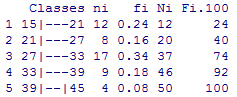 Classes ni fi Ni Fi.100
1 15|---21 12 0.24 12 24
2 21|---27 8 0.16 20 40
3 27|---33 17 0.34 37 74
4 33|---39 9 0.18 46 92
5 39|--|45 4 0.08 50 100